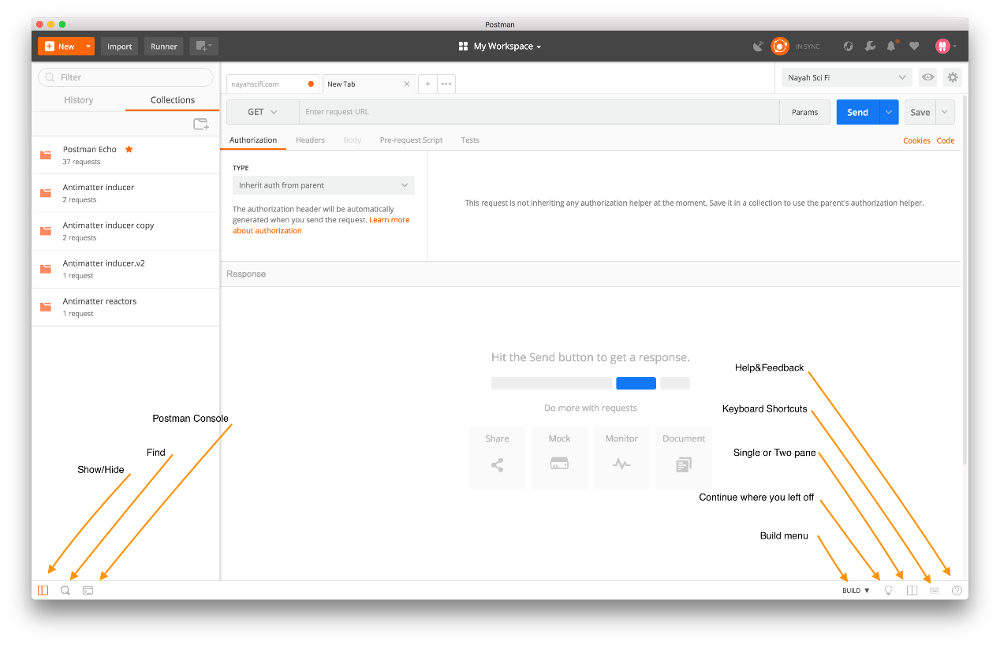 Postman
New
Import
Runner
My Workspace
IN SYNC
Filter
History
Collections
nayahscifi.com
New Tab
Nayah Sci Fi
GET
Enter request URL
Params
Send
Save
Authorization
Headers
Body
Pre-request Script
Tests
Cookies
Code
Postman Echo
37 requests
Antimatter inducer
2 requests
Antimatter inducer copy
2 requests
Antimatter inducer.v2
1 request
Antimatter reactors
1 request
TYPE
Inherit auth from parent
The authorization header will be automatically
generated when you send the request. Learn more
about authorization
This request is not inheriting any authorization helper at the moment. Save it in a collection to use the parent's authorization helper.
Response
Hit the Send button to get a response.
Do more with requests
Share
Mock
Monitor
Document
Postman Console
Find
Show/Hide
Help&Feedback
Keyboard Shortcuts
Single or Two pane
Continue where you left off
Build menu
BUILD